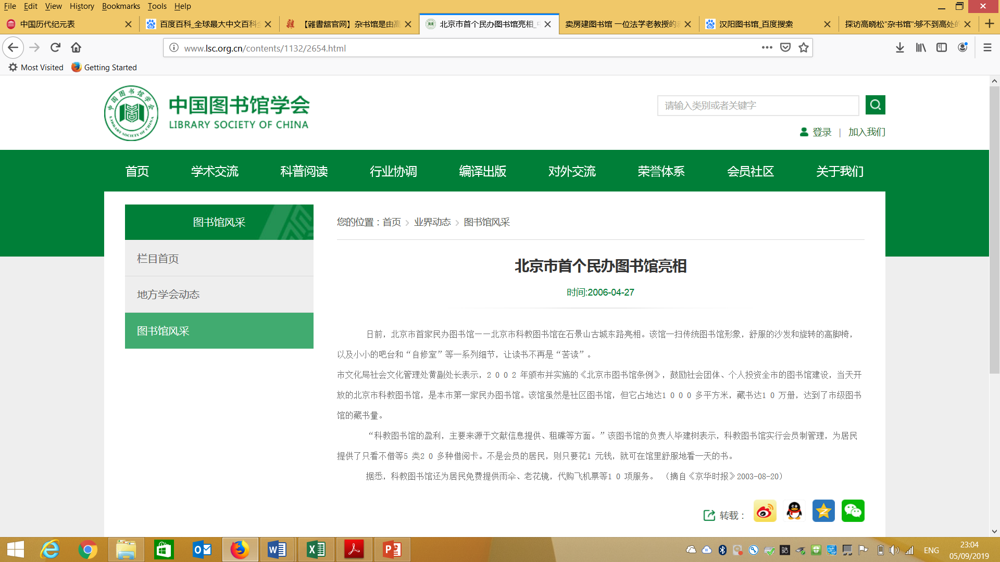 File Edit View History Bookmarks Tools Help
中国历代纪元表
百度百科_全球最大中文百科
【雜書舘官网】杂书馆是由高
北京市首个民办图书馆亮相_
卖房建图书馆 一位法学老教授的
汉阳图书馆_百度搜索
探访高晓松"杂书馆":够不到高处的
www.lsc.org.cn/contents/1132/2654.html
Most Visited Getting Started
中国图书馆学会
LIBRARY SOCIETY OF CHINA
请输入类别或者关键字
登录 | 加入我们
首页 学术交流 科普阅读 行业协调 编译出版 对外交流 荣誉体系 会员社区 关于我们
图书馆风采
栏目首页
地方学会动态
图书馆风采
您的位置：首页 > 业界动态 > 图书馆风采
北京市首个民办图书馆亮相
时间:2006-04-27
日前，北京市首家民办图书馆－－北京市科教图书馆在石景山古城东路亮相。该馆一扫传统图书馆形象，舒服的沙发和旋转的高脚椅，
以及小小的吧台和“自修室”等一系列细节，让读书不再是“苦读”。
市文化局社会文化管理处黄副处长表示，２００２年颁布并实施的《北京市图书馆条例》，鼓励社会团体、个人投资全市的图书馆建设，当天开
放的北京市科教图书馆，是本市第一家民办图书馆。该馆虽然是社区图书馆，但它占地达１０００多平方米，藏书达１０万册，达到了市级图书
馆的藏书量。
“科教图书馆的盈利，主要来源于文献信息提供、租碟等方面。”该图书馆的负责人毕建树表示，科教图书馆实行会员制管理，为居民
提供了只看不借等５类２０多种借阅卡。不是会员的居民，则只要花１元钱，就可在馆里舒服地看一天的书。
据悉，科教图书馆还为居民免费提供雨伞、老花镜，代购飞机票等１０项服务。 （摘自《京华时报》2003-08-20）
转载：
ENG
23:04
05/09/2019